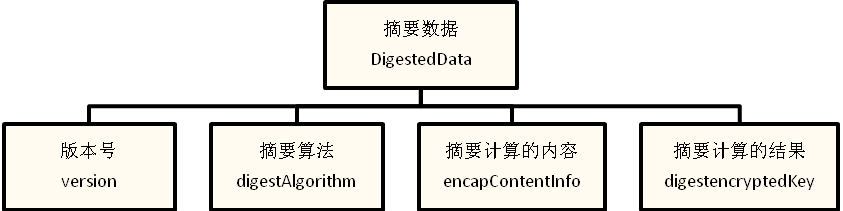 摘要数据
DigestedData
版本号
version
摘要算法
digestAlgorithm
摘要计算的内容
encapContentInfo
摘要计算的结果
digestencryptedKey